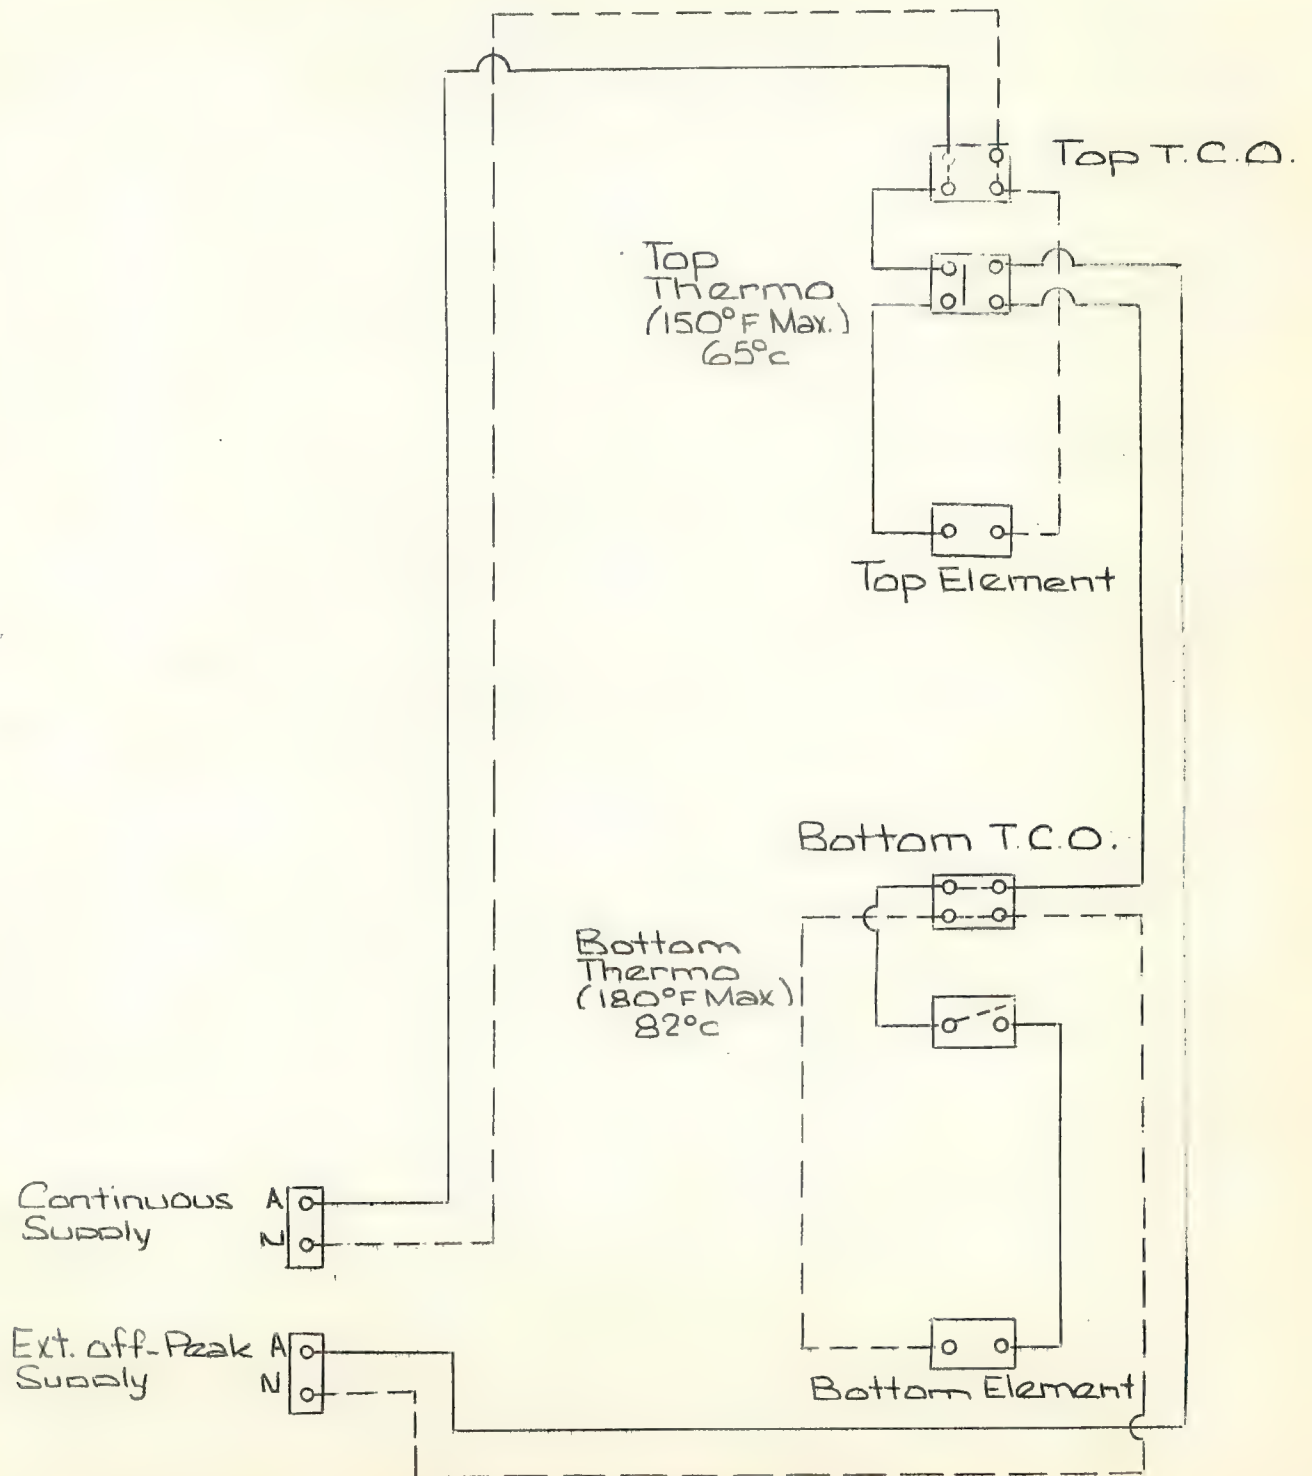 Top T.C.O.
Top
Thermo
(150°F Max.)
65°c
Top Element
Bottom T.C.O.
Bottom
Thermo
(180°F Max)
82°c
Continuous A
Supply N
Ext. off-Peak A
Supply N
Bottom Element